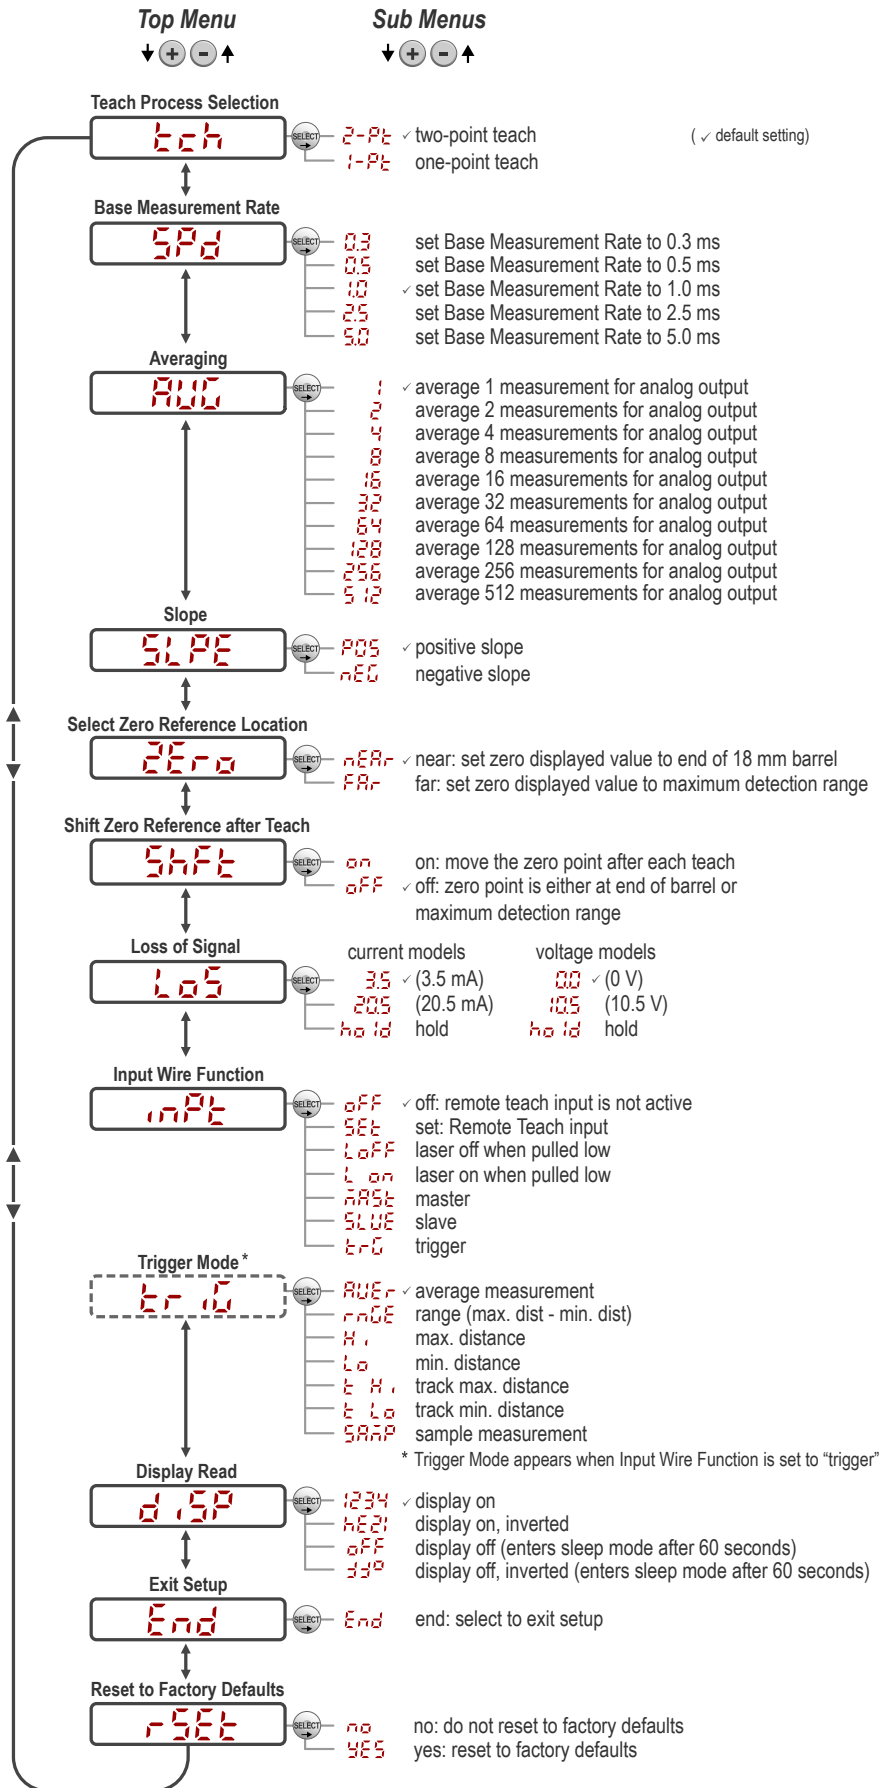 Top Menu Sub Menus
+ - + -
Teach Process Selection
tch SELECT 2-Pt ✓ two-point teach ( ✓ default setting)
1-Pt one-point teach
Base Measurement Rate
SPd SELECT 0.3 set Base Measurement Rate to 0.3 ms
0.5 set Base Measurement Rate to 0.5 ms
1.0 ✓ set Base Measurement Rate to 1.0 ms
2.5 set Base Measurement Rate to 2.5 ms
5.0 set Base Measurement Rate to 5.0 ms
Averaging
AUG SELECT 1 ✓ average 1 measurement for analog output
2 average 2 measurements for analog output
4 average 4 measurements for analog output
8 average 8 measurements for analog output
16 average 16 measurements for analog output
32 average 32 measurements for analog output
64 average 64 measurements for analog output
128 average 128 measurements for analog output
256 average 256 measurements for analog output
512 average 512 measurements for analog output
Slope
SLPE SELECT POS ✓ positive slope
nEG negative slope
Select Zero Reference Location
ZEro SELECT nEAr ✓ near: set zero displayed value to end of 18 mm barrel
FAr far: set zero displayed value to maximum detection range
Shift Zero Reference after Teach
ShFt SELECT on on: move the zero point after each teach
oFF ✓ off: zero point is either at end of barrel or
maximum detection range
Loss of Signal
current models voltage models
LoS SELECT 3.5 ✓ (3.5 mA) 0.0 ✓ (0 V)
20.5 (20.5 mA) 10.5 (10.5 V)
hold hold hold hold
Input Wire Function
inPt SELECT oFF ✓ off: remote teach input is not active
SEt set: Remote Teach input
LoFF laser off when pulled low
L on laser on when pulled low
mASt master
SLUE slave
trG trigger
Trigger Mode *
triG SELECT AUEr ✓ average measurement
rnGE range (max. dist - min. dist)
Hi max. distance
Lo min. distance
t Hi track max. distance
t Lo track min. distance
SAmP sample measurement
* Trigger Mode appears when Input Wire Function is set to “trigger”
Display Read
diSP SELECT 1234 ✓ display on
hEZ1 display on, inverted
oFF display off (enters sleep mode after 60 seconds)
display off, inverted (enters sleep mode after 60 seconds)
Exit Setup
End SELECT End end: select to exit setup
Reset to Factory Defaults
rSEt SELECT no no: do not reset to factory defaults
YES yes: reset to factory defaults